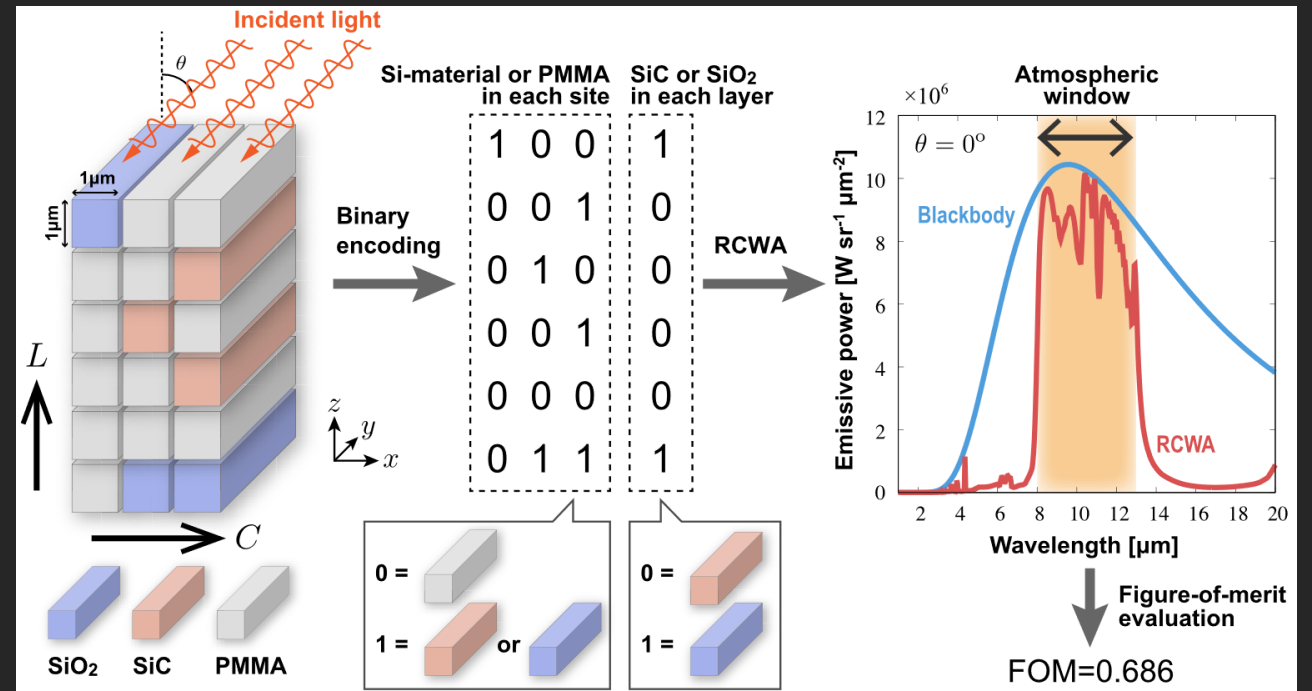 Incident light
θ
1μm
1μm
L
C
z
y
x
SiO2
SiC
PMMA
Binary
encoding
Si-material or PMMA
in each site
SiC or SiO2
in each layer
1 0 0 1
0 0 1 0
0 1 0 0
0 0 1 0
0 0 0 0
0 1 1 1
0 =
1 =
or
0 =
1 =
RCWA
Atmospheric
window
×10⁶
θ = 0°
Blackbody
RCWA
Emissive power [W sr⁻¹ μm⁻²]
12
10
8
6
4
2
0
2 4 6 8 10 12 14 16 18 20
Wavelength [μm]
Figure-of-merit
evaluation
FOM=0.686